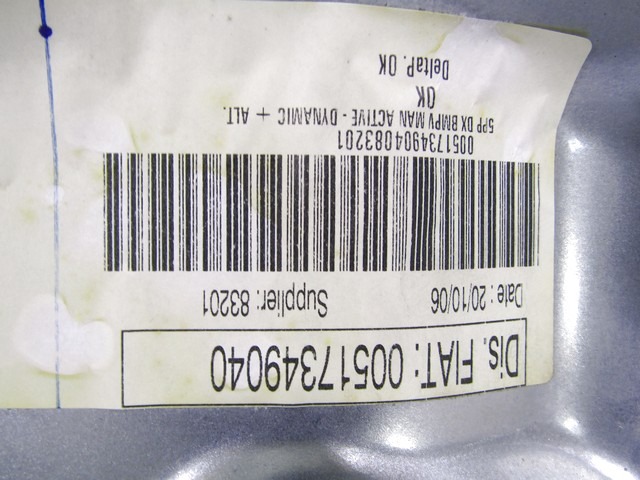 Dis. FIAT: 00517349040
Date : 20/10/06 Supplier: 83201
0051734904083201
5PP DX BMPV MAN ACTIVE - DYNAMIC + ALT.
OK
DeltaP. OK